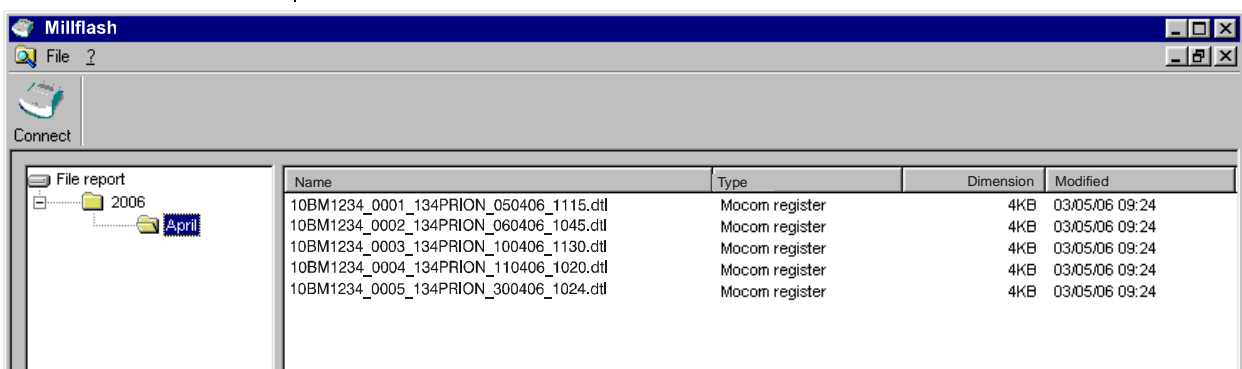 Millflash
File ?
Connect
File report
2006
April
Name Type Dimension Modified
10BM1234_0001_134PRION_050406_1115.dtl Mocom register 4KB 03/05/06 09:24
10BM1234_0002_134PRION_060406_1045.dtl Mocom register 4KB 03/05/06 09:24
10BM1234_0003_134PRION_100406_1130.dtl Mocom register 4KB 03/05/06 09:24
10BM1234_0004_134PRION_110406_1020.dtl Mocom register 4KB 03/05/06 09:24
10BM1234_0005_134PRION_300406_1024.dtl Mocom register 4KB 03/05/06 09:24